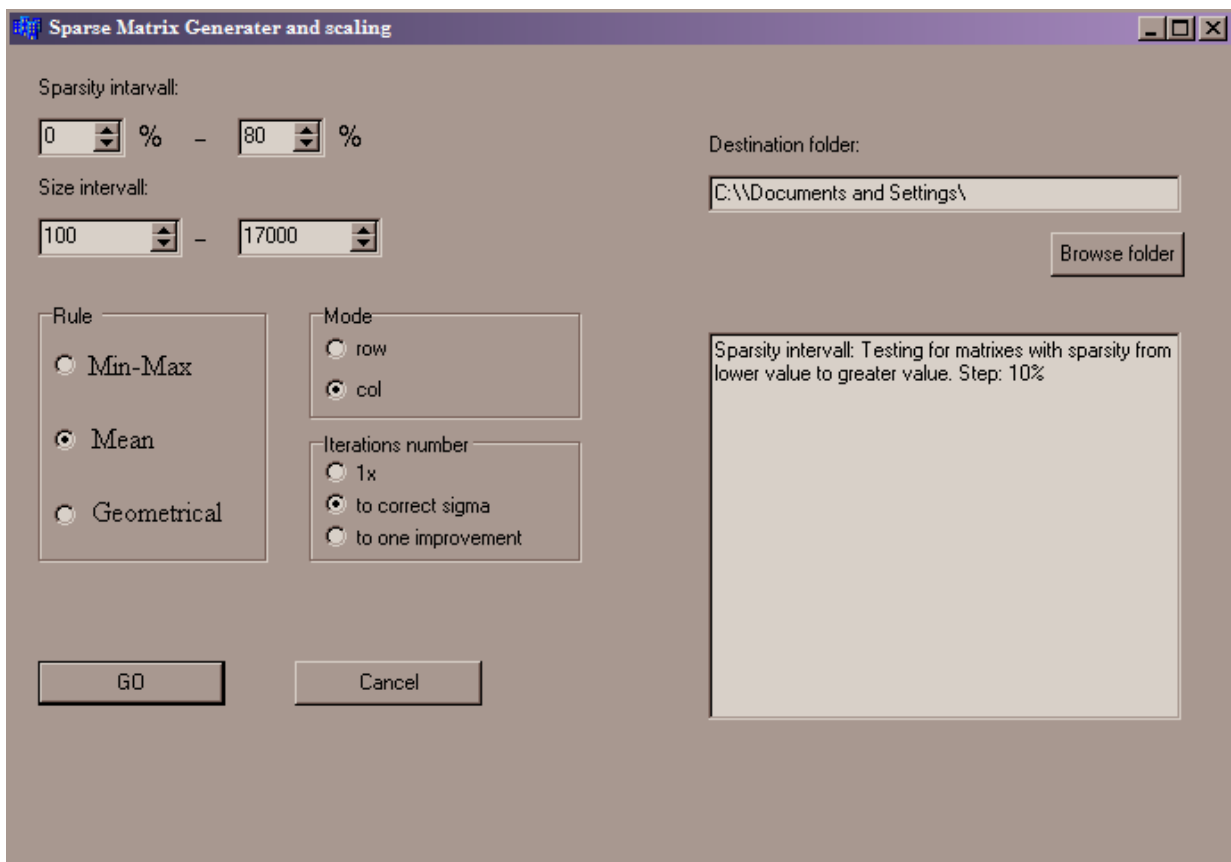 Sparse Matrix Generater and scaling
Sparsity intarvall:
0 % - 80 %
Size intervall:
100 - 17000
Destination folder:
C:\\Documents and Settings\
Browse folder
Rule
Min-Max
Mean
Geometrical
Mode
row
col
Iterations number
1x
to correct sigma
to one improvement
Sparsity intervall: Testing for matrixes with sparsity from
lower value to greater value. Step: 10%
GO
Cancel